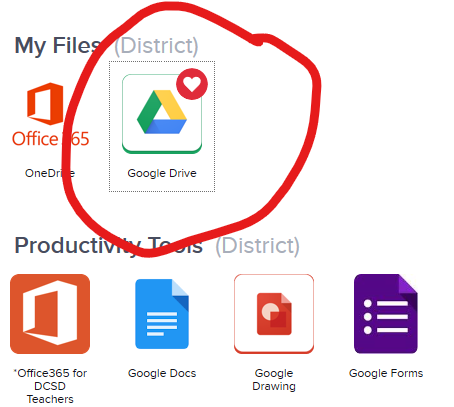 My Files (District)
Office 365
OneDrive
Google Drive
Productivity Tools (District)
*Office365 for
DCSD
Teachers
Google Docs
Google
Drawing
Google Forms